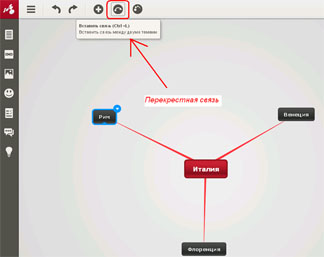 Вставить связь (Ctrl+L)
Вставить связь между двумя темами
Перекрестная связь
Рим
Венеция
Италия
Флоренция